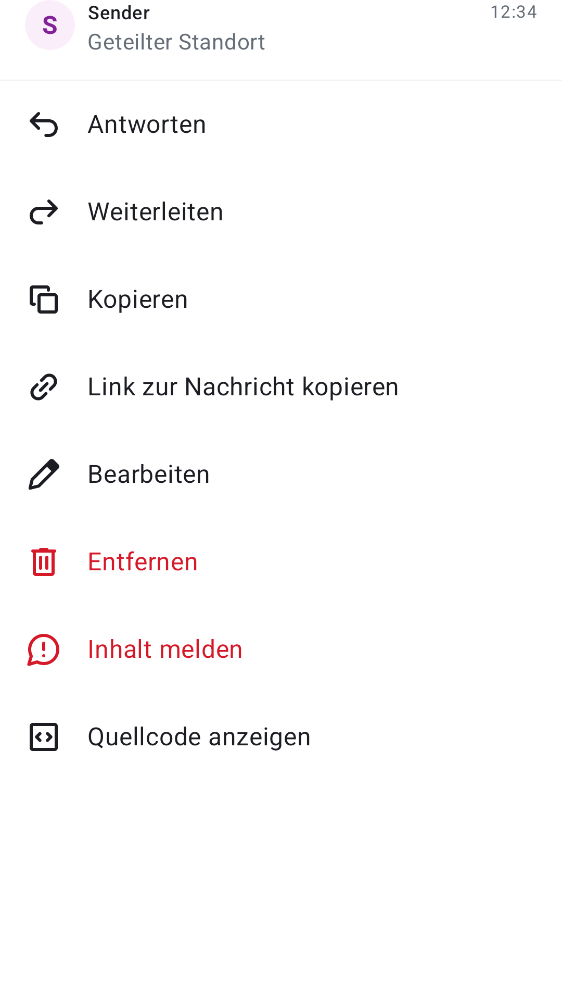 S
Sender
12:34
Geteilter Standort
Antworten
Weiterleiten
Kopieren
Link zur Nachricht kopieren
Bearbeiten
Entfernen
Inhalt melden
Quellcode anzeigen